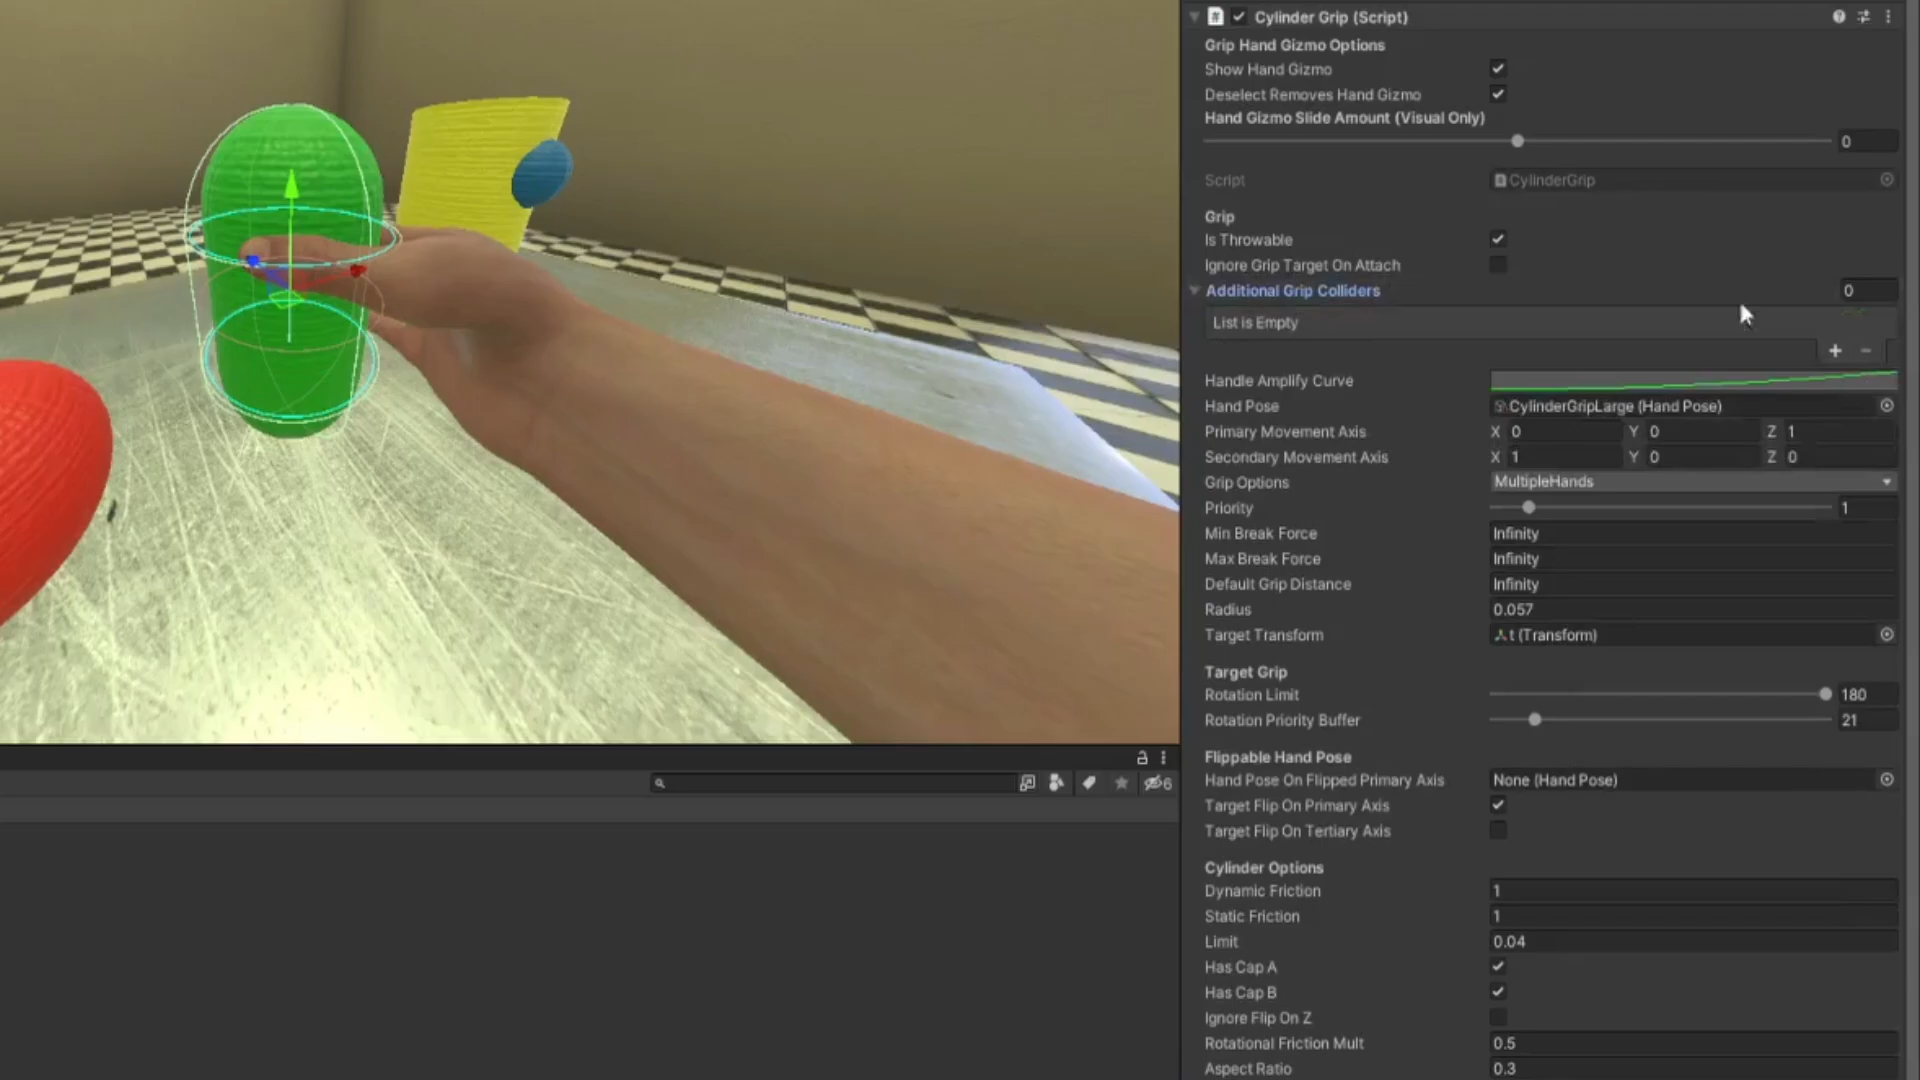 Cylinder Grip (Script)
Grip Hand Gizmo Options
Show Hand Gizmo
Deselect Removes Hand Gizmo
Hand Gizmo Slide Amount (Visual Only)
0
Script CylinderGrip
Grip
Is Throwable
Ignore Grip Target On Attach
Additional Grip Colliders 0
List is Empty
+ −
Handle Amplify Curve
Hand Pose CylinderGripLarge (Hand Pose)
Primary Movement Axis X 0 Y 0 Z 1
Secondary Movement Axis X 1 Y 0 Z 0
Grip Options MultipleHands
Priority 1
Min Break Force Infinity
Max Break Force Infinity
Default Grip Distance Infinity
Radius 0.057
Target Transform t (Transform)
Target Grip
Rotation Limit 180
Rotation Priority Buffer 21
Flippable Hand Pose
6
Hand Pose On Flipped Primary Axis None (Hand Pose)
Target Flip On Primary Axis
Target Flip On Tertiary Axis
Cylinder Options
Dynamic Friction 1
Static Friction 1
Limit 0.04
Has Cap A
Has Cap B
Ignore Flip On Z
Rotational Friction Mult 0.5
Aspect Ratio 0.3